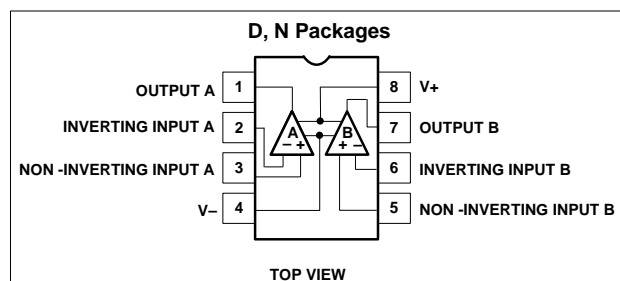 D, N Packages
OUTPUT A 1
8 V+
INVERTING INPUT A 2
A
B
7 OUTPUT B
NON -INVERTING INPUT A 3
– +
+ –
6 INVERTING INPUT B
V– 4
5 NON -INVERTING INPUT B
TOP VIEW